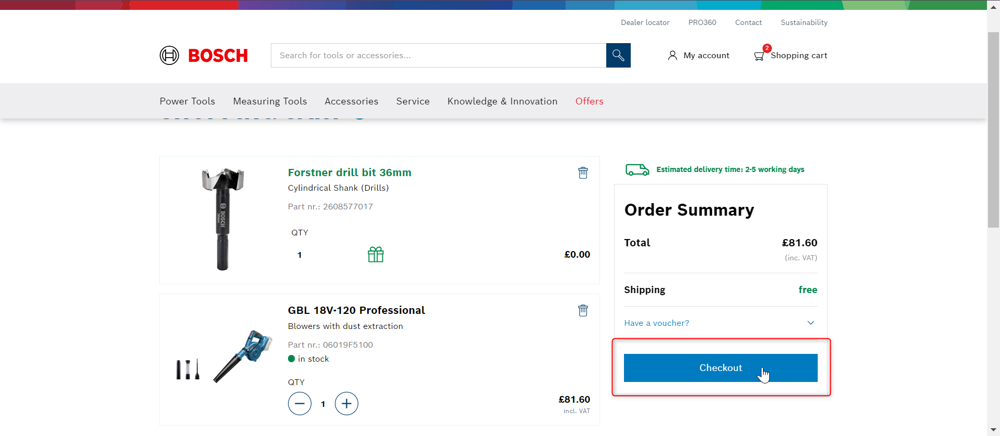 Dealer locator PRO360 Contact Sustainability
BOSCH
Search for tools or accessories...
My account
2
Shopping cart
Power Tools Measuring Tools Accessories Service Knowledge & Innovation Offers
Forstner drill bit 36mm
Cylindrical Shank (Drills)
Part nr.: 2608577017
QTY
1
£0.00
BOSCH
36mm
GBL 18V-120 Professional
Blowers with dust extraction
Part nr.: 06019F5100
in stock
QTY
1
£81.60
incl. VAT
Estimated delivery time: 2-5 working days
Order Summary
Total £81.60
(inc. VAT)
Shipping free
Have a voucher?
Checkout